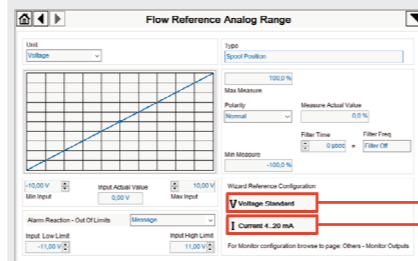 Flow Reference Analog Range
Unit
Voltage
-10,00 V
Min Input
Input Actual Value
0,00 V
10,00 V
Max Input
Alarm Reaction - Out Of Limits
Message
Input Low Limit
-11,00 V
Input High Limit
11,00 V
Type
Spool Position
100,0 %
Max Measure
Polarity
Normal
Measure Actual Value
0,0 %
Filter Time
0 µsec
=
Filter Freq
Filter Off
Min Measure
-100,0 %
Wizard Reference Configuration
V Voltage Standard
I Current 4..20 mA
For Monitor configuration browse to page: Others - Monitor Outputs